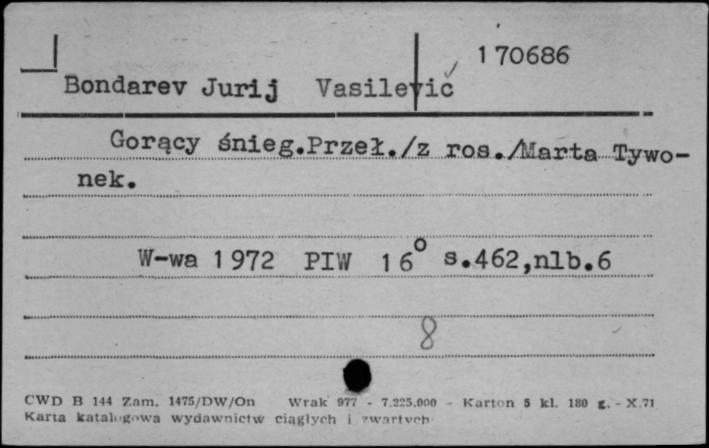 170686
Bondarev Jurij Vasilevič
Gorący śnieg.Przeł./z ros./Marta Tywo-
nek.
W-wa 1972 PIW 16° s.462,nlb.6
8
CWD B 144 Zam. 1475/DW/On Wrak 977 - 7.225.000 - Karton 5 kl. 180 g. - X.71
Karta katalogowa wydawnictw ciągłych i zwartych